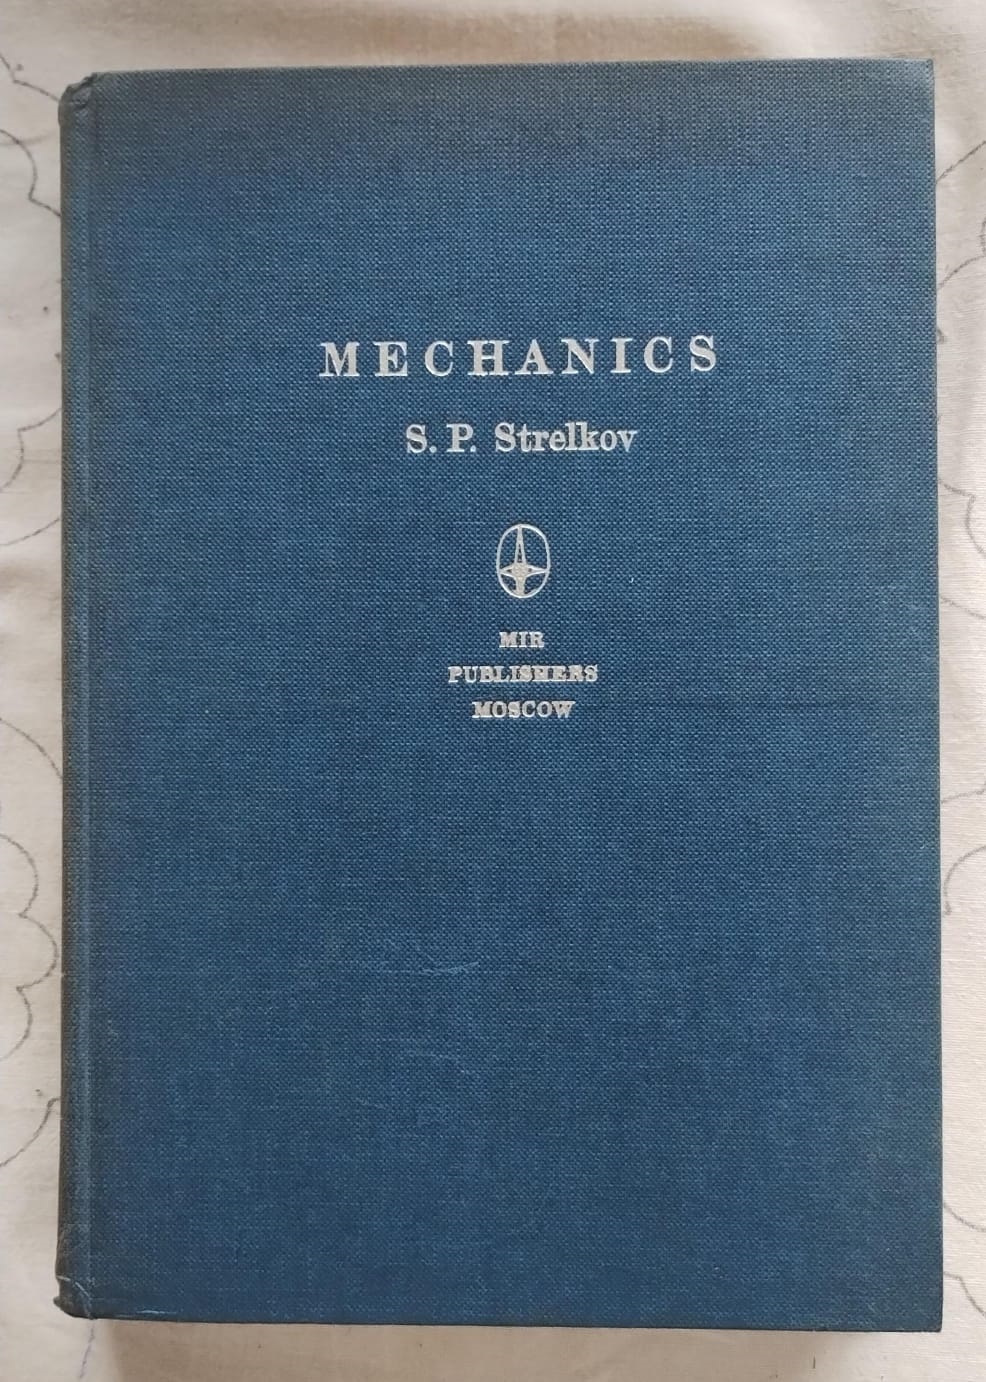 MECHANICS
S. P. Strelkov
MIR
PUBLISHERS
MOSCOW